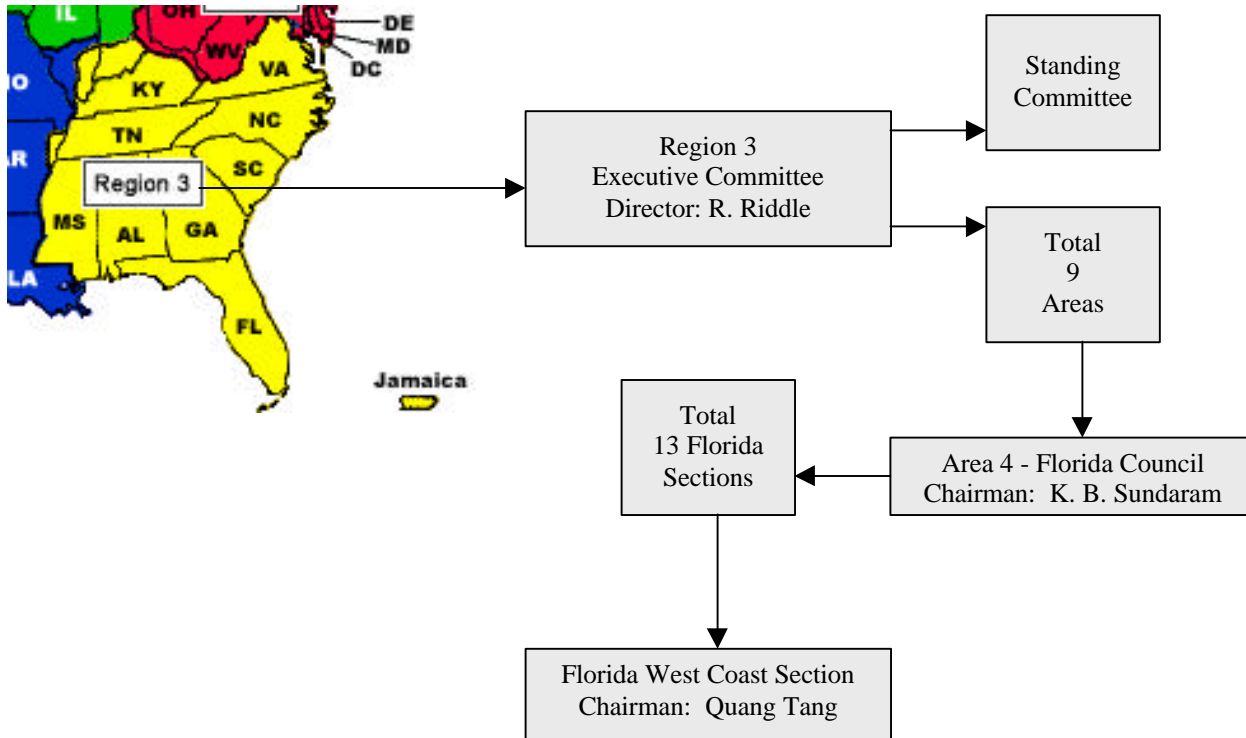 IL
OH
DE
MD
DC
WV
VA
KY
NC
TN
SC
AR
Region 3
MS
AL
GA
LA
FL
Jamaica
Region 3
Executive Committee
Director: R. Riddle
Standing
Committee
Total
9
Areas
Area 4 - Florida Council
Chairman: K. B. Sundaram
Total
13 Florida
Sections
Florida West Coast Section
Chairman: Quang Tang